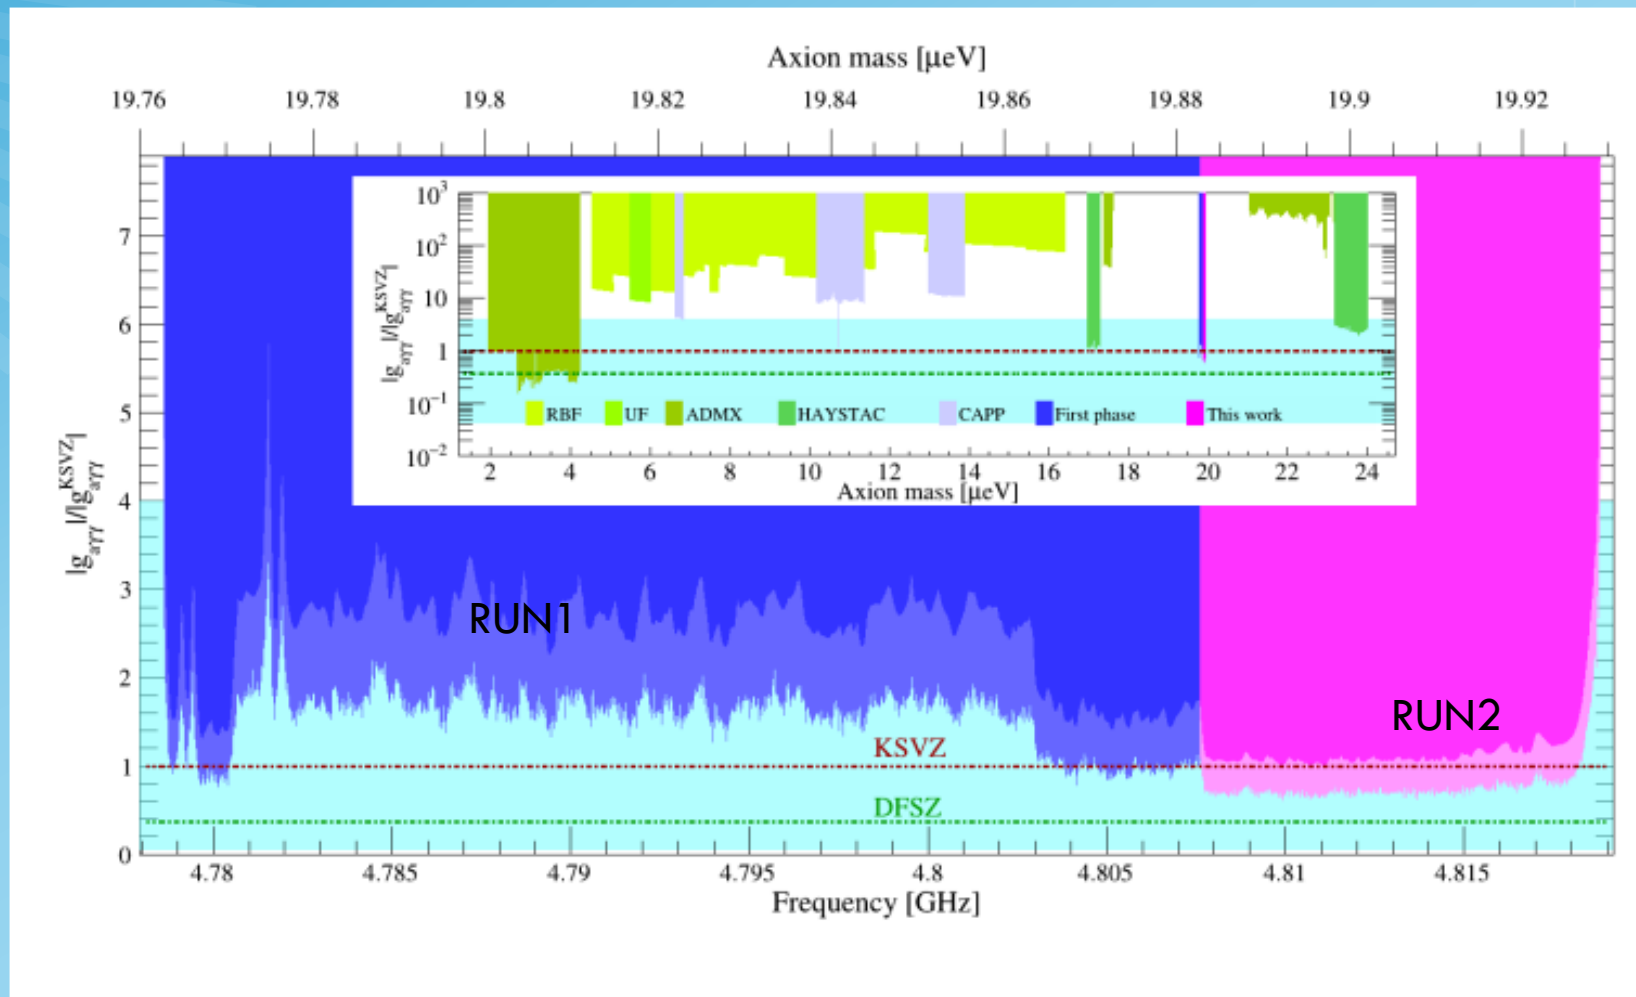 Axion mass [μeV]
19.76 19.78 19.8 19.82 19.84 19.86 19.88 19.9 19.92
|g_aγγ|/|g_aγγ^KSVZ|
7
6
5
4
3
2
1
0
|g_aγγ|/|g_aγγ^KSVZ|
10³
10²
10
1
10⁻¹
10⁻²
RBF UF ADMX HAYSTAC CAPP First phase This work
2 4 6 8 10 12 14 16 18 20 22 24
Axion mass [μeV]
RUN1
RUN2
KSVZ
DFSZ
4.78 4.785 4.79 4.795 4.8 4.805 4.81 4.815
Frequency [GHz]